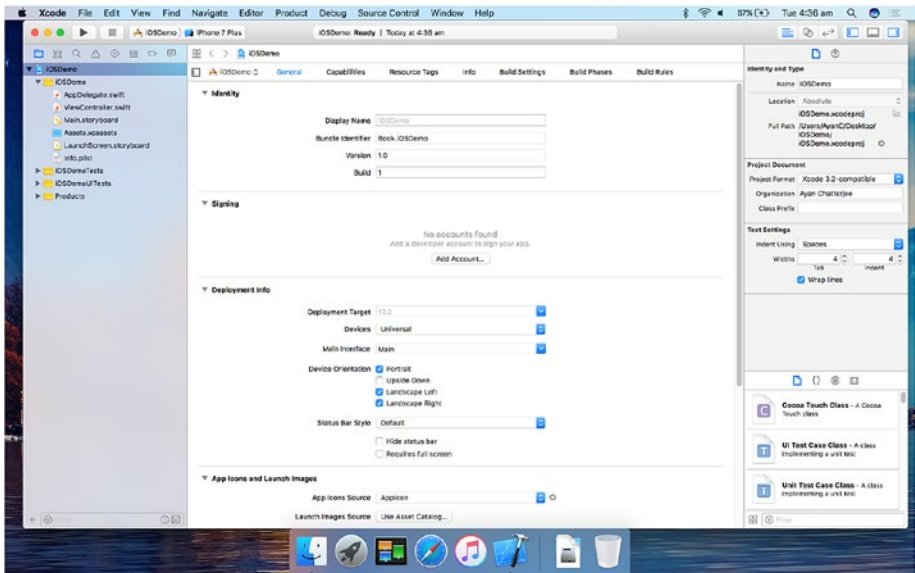 Xcode File Edit View Find Navigate Editor Product Debug Source Control Window Help 87% Tue 4:36 am
iOSDemo iPhone 7 Plus iOSDemo: Ready | Today at 4:36 am
iOSDemo
iOSDemo
iOSDemo
AppDelegate.swift
ViewController.swift
Main.storyboard
Assets.xcassets
LaunchScreen.storyboard
Info.plist
iOSDemoTests
iOSDemoUITests
Products
Filter
iOSDemo General Capabilities Resource Tags Info Build Settings Build Phases Build Rules
Identity
Display Name iOSDemo
Bundle Identifier Book.iOSDemo
Version 1.0
Build 1
Signing
No accounts found
Add a developer account to sign your app.
Add Account...
Deployment Info
Deployment Target
Devices Universal
Main Interface Main
Device Orientation Portrait
Upside Down
Landscape Left
Landscape Right
Status Bar Style Default
Hide status bar
Requires full screen
App Icons and Launch Images
App Icons Source AppIcon
Launch Images Source Use Asset Catalog...
Identity and Type
Name iOSDemo
Location Absolute
iOSDemo.xcodeproj
Full Path /Users/AyanC/Desktop/
iOSDemo/
iOSDemo.xcodeproj
Project Document
Project Format Xcode 3.2-compatible
Organization Ayan Chatterjee
Class Prefix
Text Settings
Indent Using Spaces
Widths 4 4
Tab Indent
Wrap lines
Cocoa Touch Class - A Cocoa
Touch class
UI Test Case Class - A class
implementing a unit test
Unit Test Case Class - A class
implementing a unit test
Filter